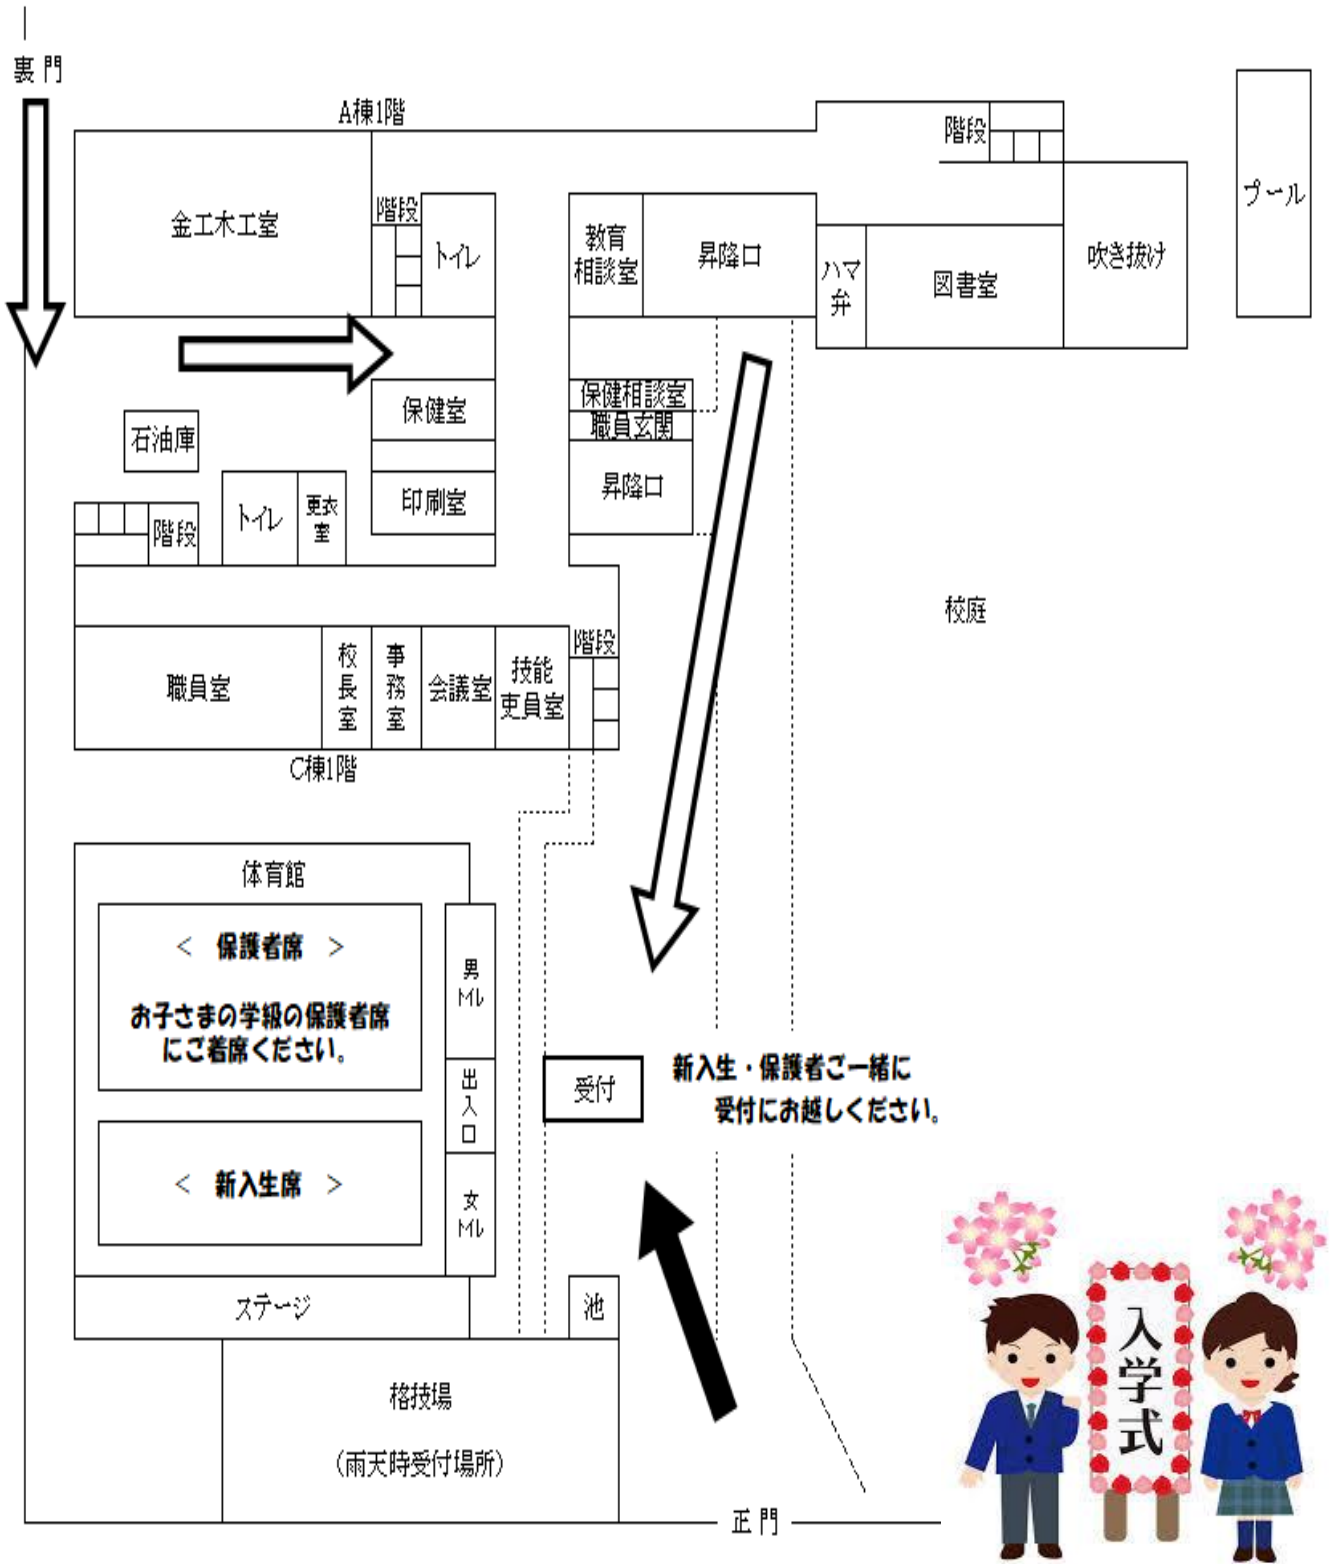 裏門
A棟1階
階段
プール
金工木工室
階段
トイレ
教育
相談室
昇降口
ハマ
弁
図書室
吹き抜け
保健室
保健相談室
職員玄関
石油庫
印刷室
昇降口
階段
トイレ
更衣
室
校庭
職員室
校長室
事務室
会議室
技能
吏員室
階段
C棟1階
体育館
< 保護者席 >
お子さまの学級の保護者席
にご着席ください。
男
トイレ
出入口
受付
新入生・保護者ご一緒に
受付にお越しください。
< 新入生席 >
女
トイレ
ステージ
池
格技場
(雨天時受付場所)
正門
入学式